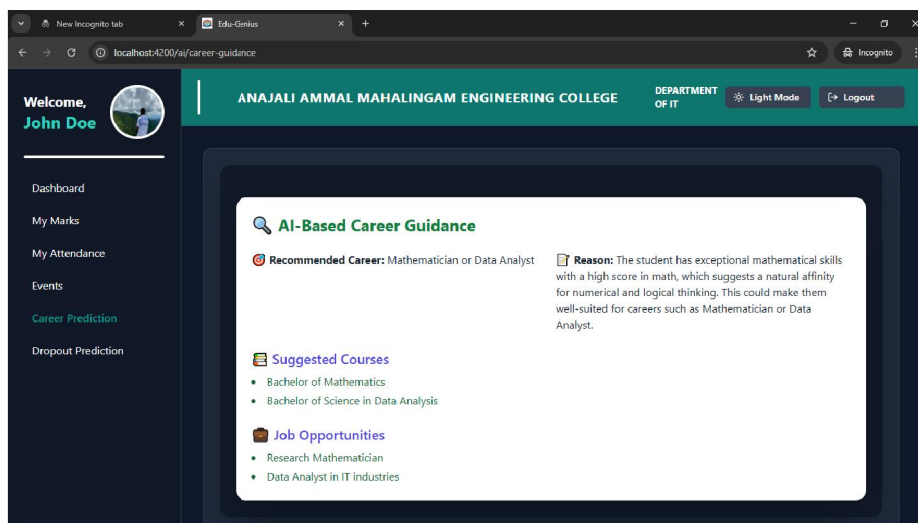 New Incognito tab
Edu-Genius
localhost:4200/ai/career-guidance
Incognito
Welcome,
John Doe
ANAJALI AMMAL MAHALINGAM ENGINEERING COLLEGE
DEPARTMENT
OF IT
Light Mode
Logout
Dashboard
My Marks
My Attendance
Events
Career Prediction
Dropout Prediction
AI-Based Career Guidance
Recommended Career: Mathematician or Data Analyst
Reason: The student has exceptional mathematical skills
with a high score in math, which suggests a natural affinity
for numerical and logical thinking. This could make them
well-suited for careers such as Mathematician or Data
Analyst.
Suggested Courses
• Bachelor of Mathematics
• Bachelor of Science in Data Analysis
Job Opportunities
• Research Mathematician
• Data Analyst in IT industries